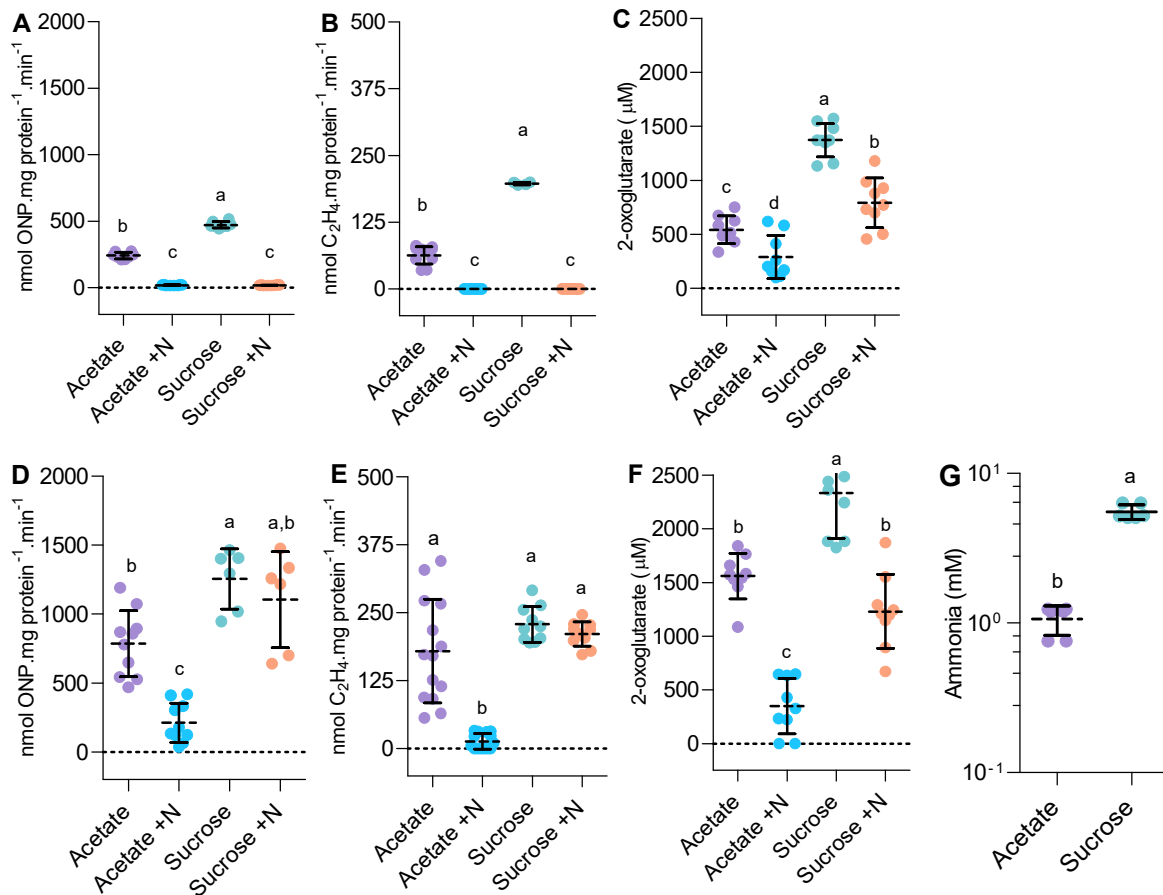 A
nmol ONP.mg protein-1.min-1
2000
1500
1000
500
0
b
c
a
c
Acetate
Acetate +N
Sucrose
Sucrose +N
B
nmol C2H4.mg protein-1.min-1
500
375
250
125
0
b
c
a
c
Acetate
Acetate +N
Sucrose
Sucrose +N
C
2-oxoglutarate ( μM)
2500
2000
1500
1000
500
0
c
d
a
b
Acetate
Acetate +N
Sucrose
Sucrose +N
D
nmol ONP.mg protein-1.min-1
2000
1500
1000
500
0
b
c
a
a,b
Acetate
Acetate +N
Sucrose
Sucrose +N
E
nmol C2H4.mg protein-1.min-1
500
375
250
125
0
a
b
a
a
Acetate
Acetate +N
Sucrose
Sucrose +N
F
2-oxoglutarate ( μM)
2500
2000
1500
1000
500
0
b
c
a
b
Acetate
Acetate +N
Sucrose
Sucrose +N
G
Ammonia (mM)
10¹
10⁰
10⁻¹
b
a
Acetate
Sucrose